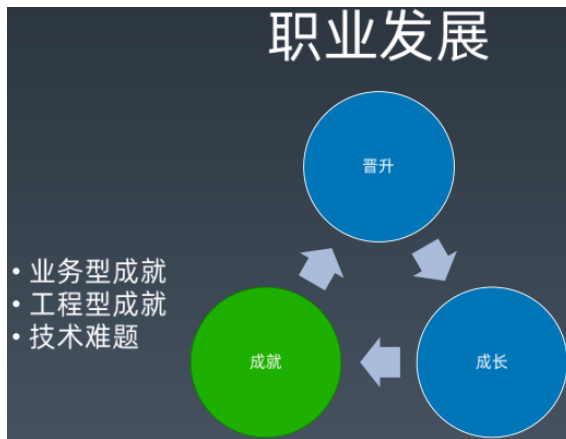 职业发展
晋升
• 业务型成就
• 工程型成就
• 技术难题
成就
成长